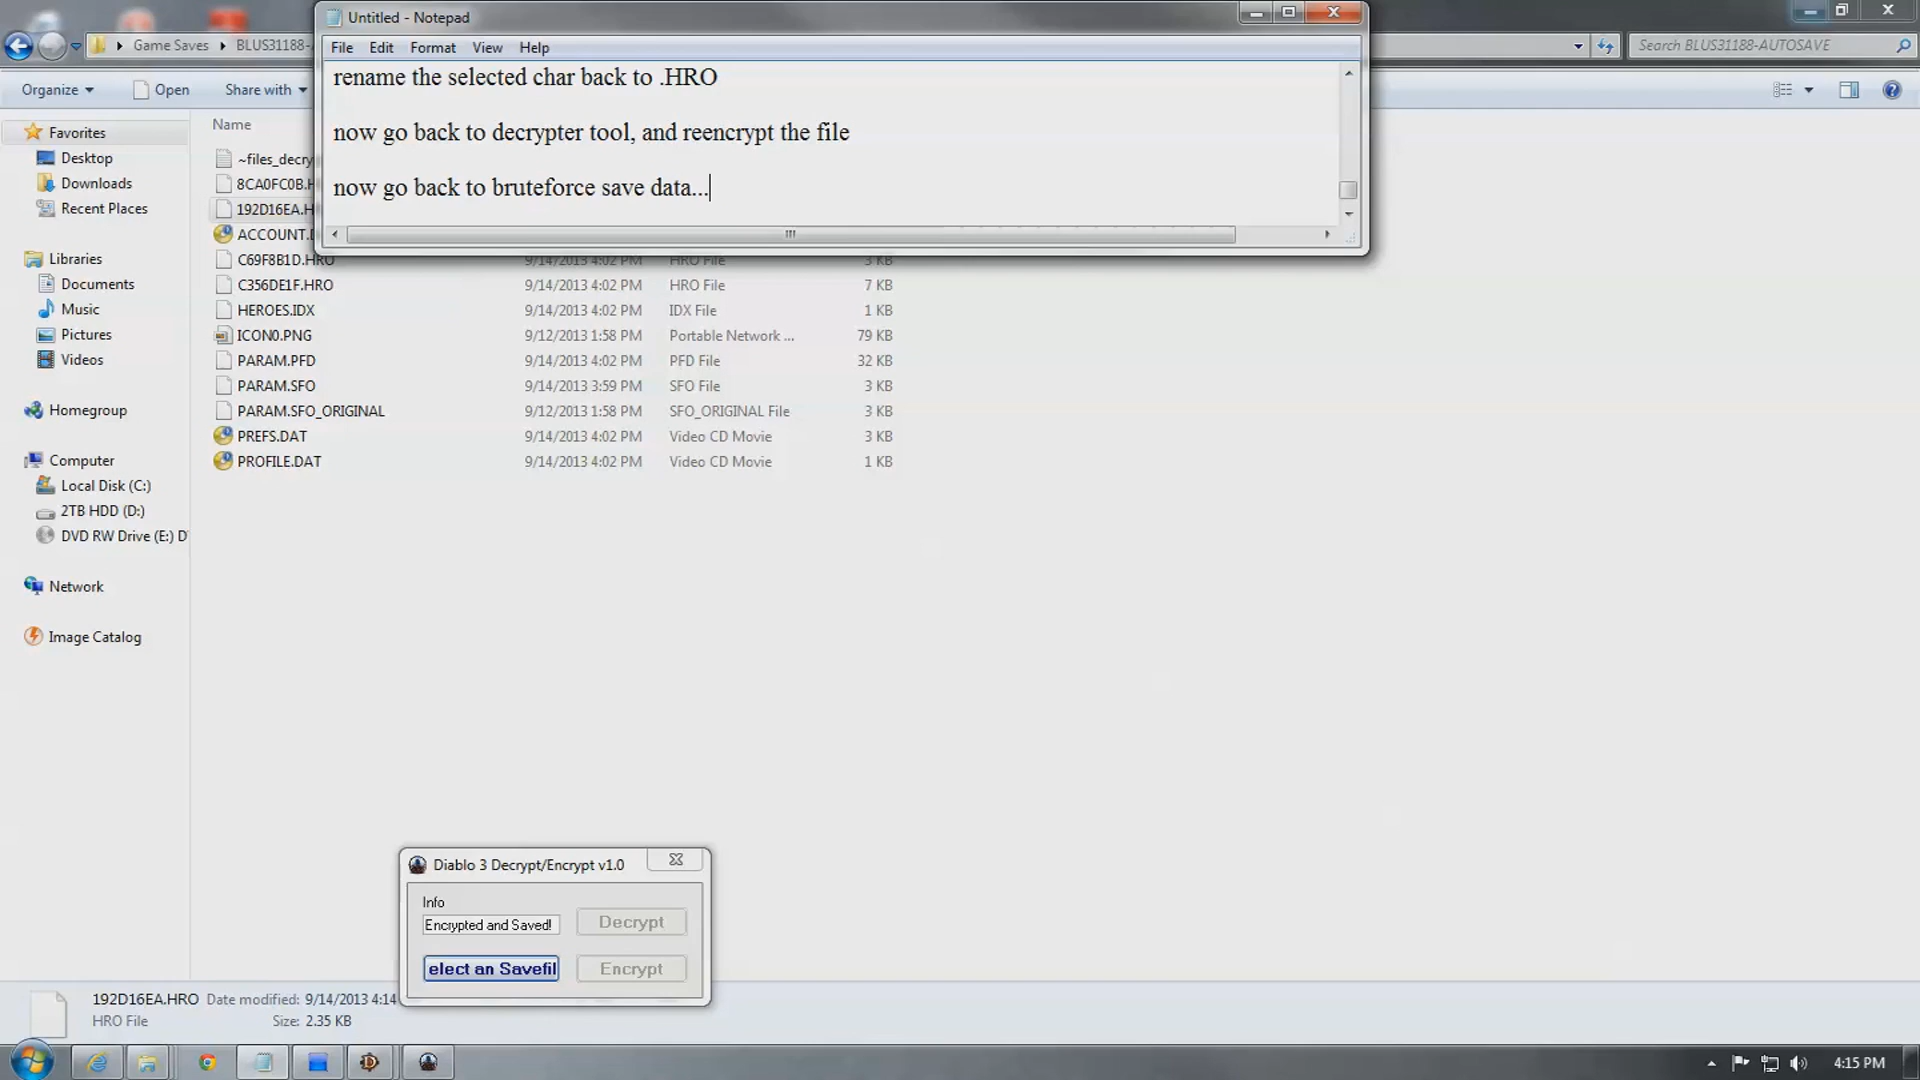 Untitled - Notepad
File Edit Format View Help
rename the selected char back to .HRO
now go back to decrypter tool, and reencrypt the file
now go back to bruteforce save data...
Game Saves BLUS31188-
Search BLUS31188-AUTOSAVE
Organize Open Share with
Name
Favorites
Desktop
Downloads
Recent Places
Libraries
Documents
Music
Pictures
Videos
Homegroup
Computer
Local Disk (C:)
2TB HDD (D:)
DVD RW Drive (E:) D
Network
Image Catalog
~files_decry
8CA0FC0B.
192D16EA.H
ACCOUNT.
C69F8B1D.HRO 9/14/2013 4:02 PM HRO File 3 KB
C356DE1F.HRO 9/14/2013 4:02 PM HRO File 7 KB
HEROES.IDX 9/14/2013 4:02 PM IDX File 1 KB
ICON0.PNG 9/12/2013 1:58 PM Portable Network ... 79 KB
PARAM.PFD 9/14/2013 4:02 PM PFD File 32 KB
PARAM.SFO 9/14/2013 3:59 PM SFO File 3 KB
PARAM.SFO_ORIGINAL 9/12/2013 1:58 PM SFO_ORIGINAL File 3 KB
PREFS.DAT 9/14/2013 4:02 PM Video CD Movie 3 KB
PROFILE.DAT 9/14/2013 4:02 PM Video CD Movie 1 KB
Diablo 3 Decrypt/Encrypt v1.0
Info
Encrypted and Saved! Decrypt
elect an Savefil Encrypt
192D16EA.HRO Date modified: 9/14/2013 4:14
HRO File Size: 2.35 KB
4:15 PM